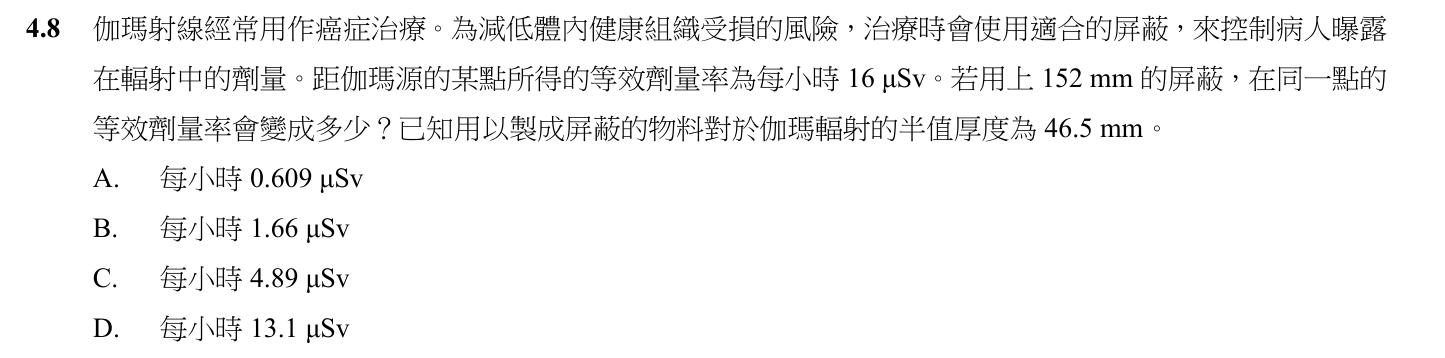 4.8 伽瑪射線經常用作癌症治療。為減低體內健康組織受損的風險，治療時會使用適合的屏蔽，來控制病人曝露
在輻射中的劑量。距伽瑪源的某點所得的等效劑量率為每小時 16 μSv。若用上 152 mm 的屏蔽，在同一點的
等效劑量率會變成多少？已知用以製成屏蔽的物料對於伽瑪輻射的半值厚度為 46.5 mm。
A. 每小時 0.609 μSv
B. 每小時 1.66 μSv
C. 每小時 4.89 μSv
D. 每小時 13.1 μSv